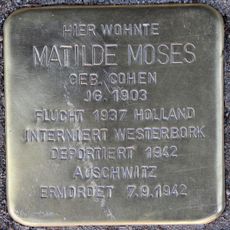 HIER WOHNTE
MATILDE MOSES
GEB. COHEN
JG. 1903
FLUCHT 1937 HOLLAND
INTERNIERT WESTERBORK
DEPORTIERT 1942
AUSCHWITZ
ERMORDET 7.9.1942